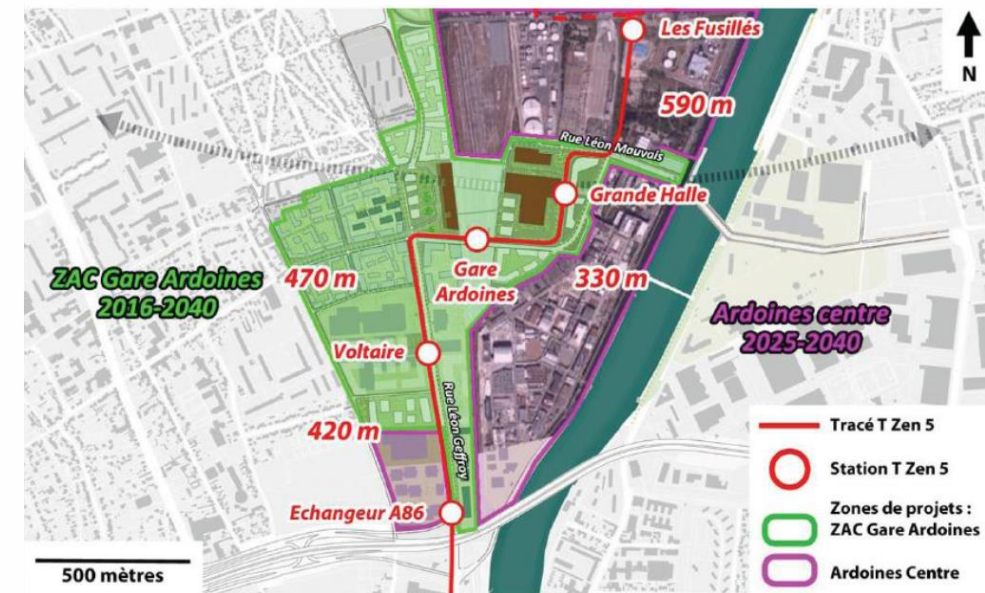 Les Fusillés
N
590 m
Rue Léon Mauvais
Grande Halle
ZAC Gare Ardoines
2016-2040
470 m
Gare
Ardoines
330 m
Ardoines centre
2025-2040
Voltaire
Rue Léon Geffroy
420 m
Echangeur A86
Tracé T Zen 5
Station T Zen 5
Zones de projets :
ZAC Gare Ardoines
Ardoines Centre
500 mètres